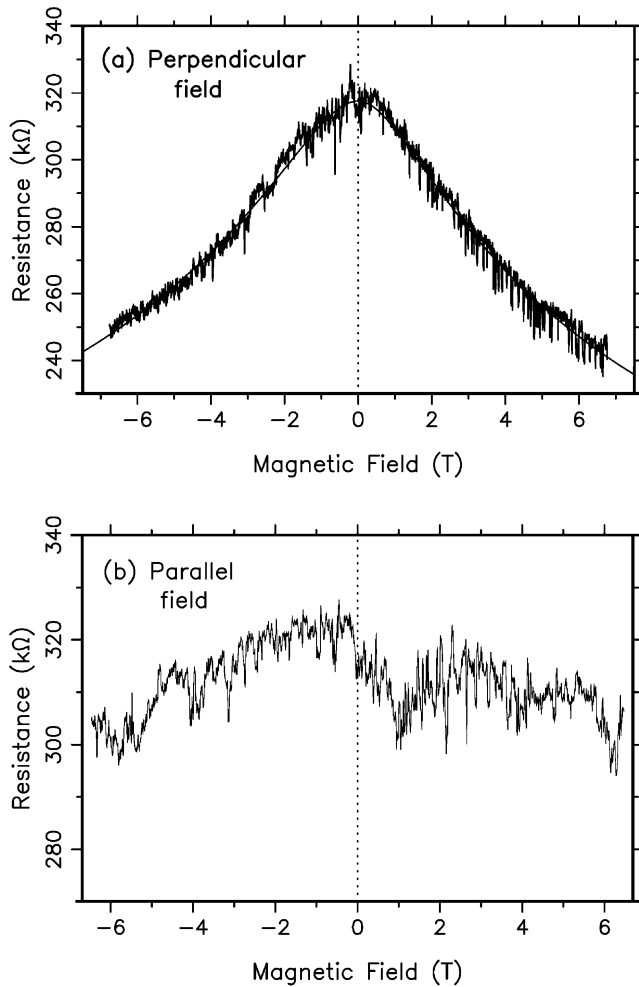 (a) Perpendicular
field
Resistance (kΩ)
340
320
300
280
260
240
−6 −4 −2 0 2 4 6
Magnetic Field (T)
(b) Parallel
field
Resistance (kΩ)
340
320
300
280
−6 −4 −2 0 2 4 6
Magnetic Field (T)